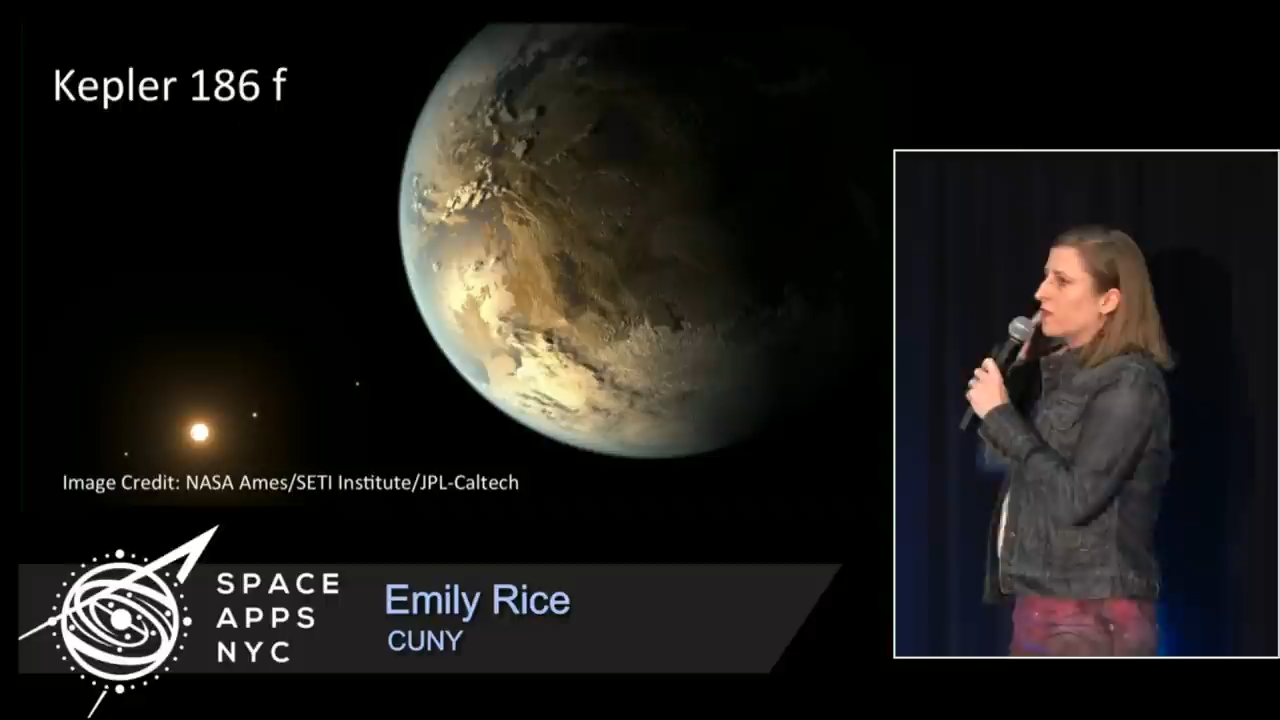 Kepler 186 f
Image Credit: NASA Ames/SETI Institute/JPL-Caltech
SPACE
APPS
NYC
Emily Rice
CUNY